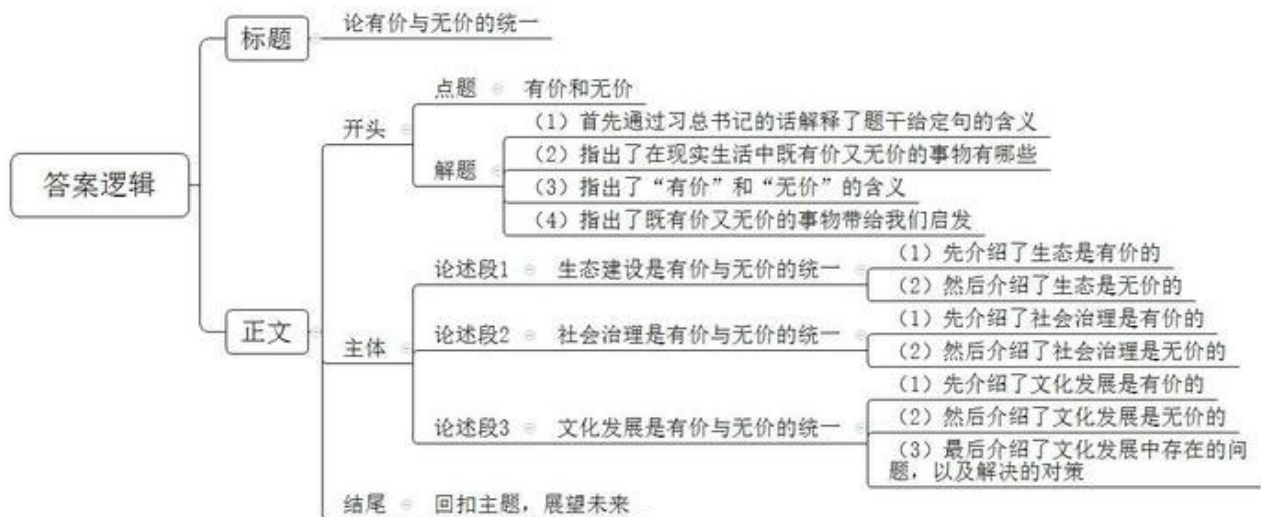 答案逻辑
标题
论有价与无价的统一
正文
开头
点题
有价和无价
解题
（1）首先通过习总书记的话解释了题干给定句的含义
（2）指出了在现实生活中既有价又无价的事物有哪些
（3）指出了“有价”和“无价”的含义
（4）指出了既有价又无价的事物带给我们启发
主体
论述段1
生态建设是有价与无价的统一
（1）先介绍了生态是有价的
（2）然后介绍了生态是无价的
论述段2
社会治理是有价与无价的统一
（1）先介绍了社会治理是有价的
（2）然后介绍了社会治理是无价的
论述段3
文化发展是有价与无价的统一
（1）先介绍了文化发展是有价的
（2）然后介绍了文化发展是无价的
（3）最后介绍了文化发展中存在的问
题，以及解决的对策
结尾
回扣主题，展望未来